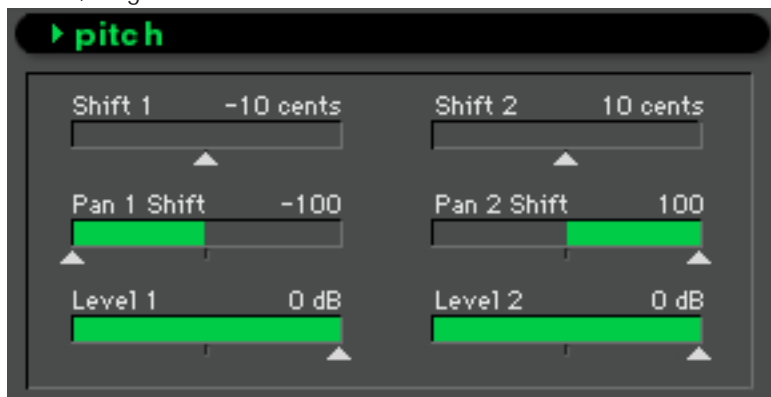 pitch
Shift 1 -10 cents Shift 2 10 cents
Pan 1 Shift -100 Pan 2 Shift 100
Level 1 0 dB Level 2 0 dB